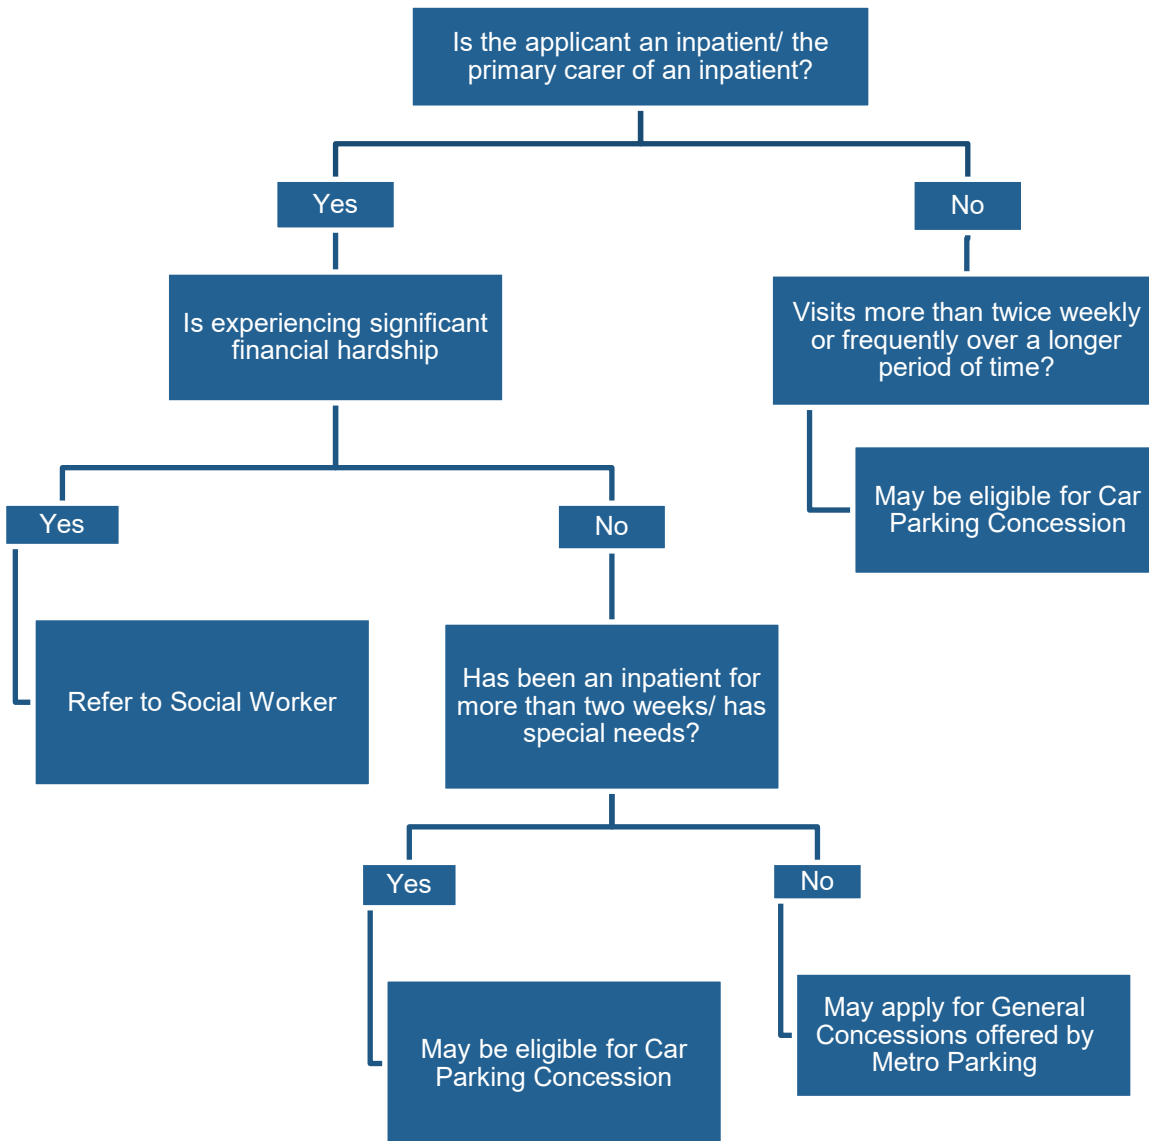 Is the applicant an inpatient/ the
primary carer of an inpatient?
Yes
No
Is experiencing significant
financial hardship
Visits more than twice weekly
or frequently over a longer
period of time?
May be eligible for Car
Parking Concession
Yes
No
Refer to Social Worker
Has been an inpatient for
more than two weeks/ has
special needs?
Yes
No
May be eligible for Car
Parking Concession
May apply for General
Concessions offered by
Metro Parking